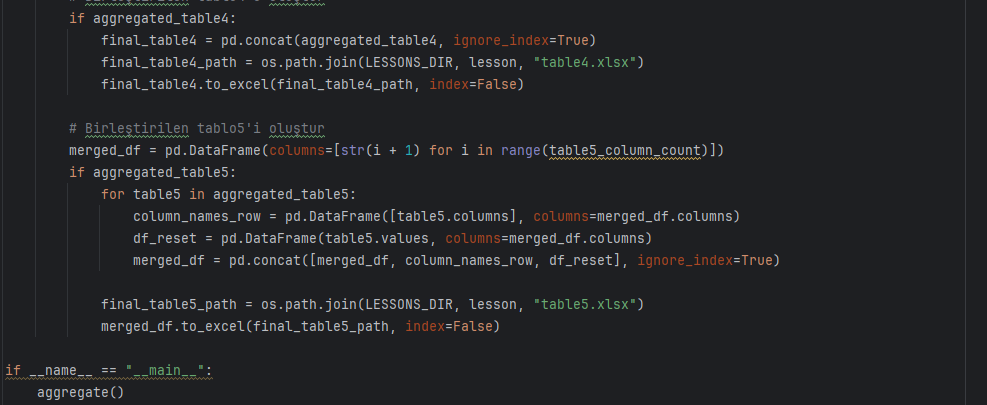 if aggregated_table4:
final_table4 = pd.concat(aggregated_table4, ignore_index=True)
final_table4_path = os.path.join(LESSONS_DIR, lesson, "table4.xlsx")
final_table4.to_excel(final_table4_path, index=False)
# Birleştirilen tablo5'i oluştur
merged_df = pd.DataFrame(columns=[str(i + 1) for i in range(table5_column_count)])
if aggregated_table5:
for table5 in aggregated_table5:
column_names_row = pd.DataFrame([table5.columns], columns=merged_df.columns)
df_reset = pd.DataFrame(table5.values, columns=merged_df.columns)
merged_df = pd.concat([merged_df, column_names_row, df_reset], ignore_index=True)
final_table5_path = os.path.join(LESSONS_DIR, lesson, "table5.xlsx")
merged_df.to_excel(final_table5_path, index=False)
if __name__ == "__main__":
aggregate()